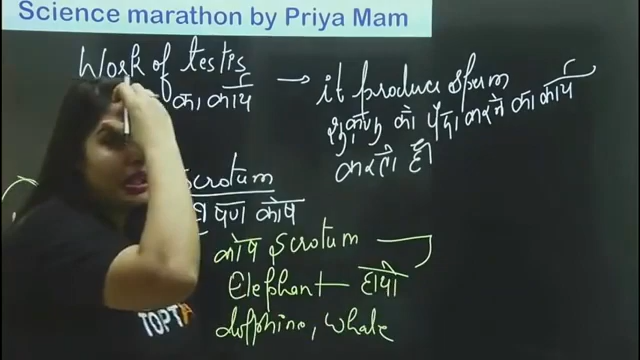 Science marathon by Priya Mam
Work of testis
का कार्य
→ it produce sperm
शुक्राणु को पैदा करने का कार्य
करता है।
Scrotum
षण कोष
कोष Scrotum
Elephant — हाथी
dolphine, whale
TOPT